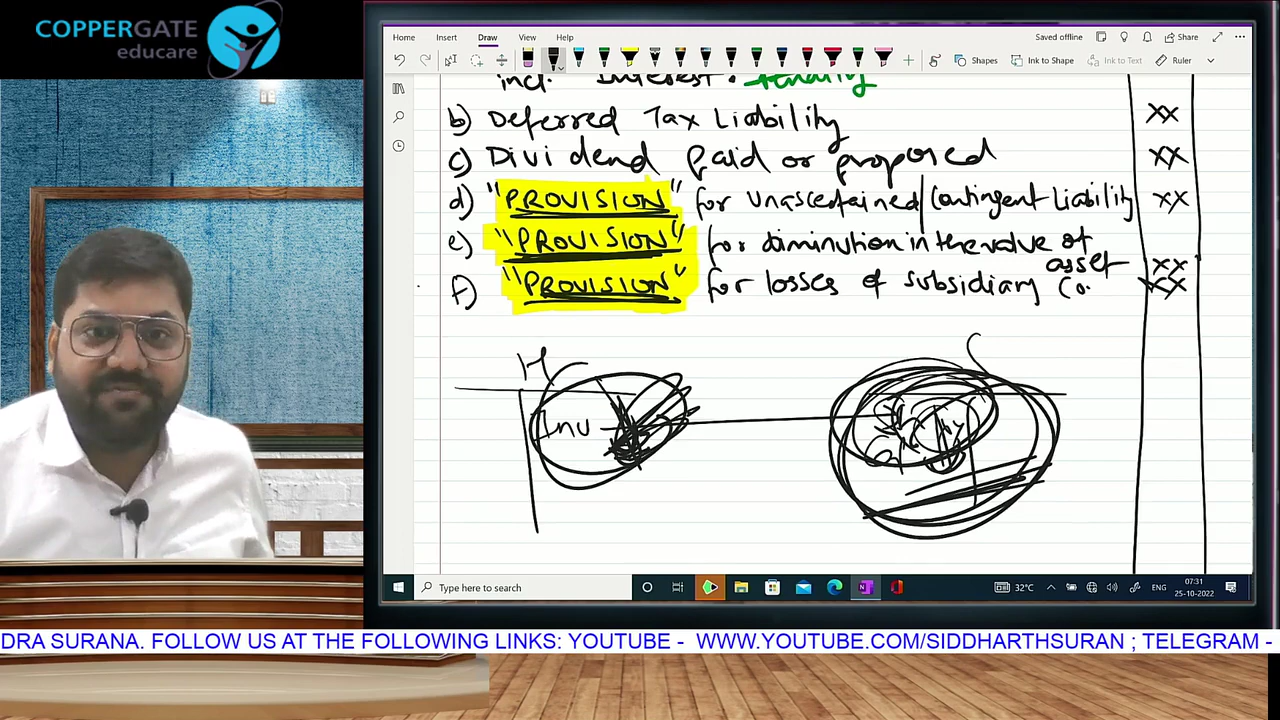 COPPERGATE
educare
Home Insert Draw View Help
Saved offline
Share
Shapes
Ink to Shape
Ink to Text
Ruler
incl. Interest. Penalty
b) Deferred Tax Liability XX
c) Dividend paid or proposed XX
d) "PROVISION" for unascertained/Contingent Liability XX
e) "PROVISION" for diminution in the value of asset XX
f) "PROVISION" for losses of subsidiary Co. XX
H
Inv
Type here to search
32°C
ENG
07:31
25-10-2022
DRA SURANA. FOLLOW US AT THE FOLLOWING LINKS: YOUTUBE - WWW.YOUTUBE.COM/SIDDHARTHSURAN ; TELEGRAM -